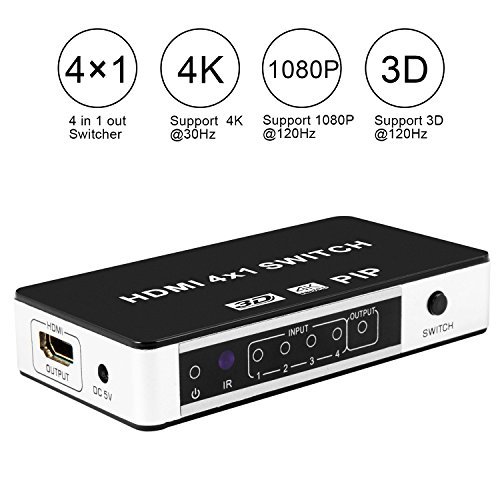 4×1
4K
1080P
3D
4 in 1 out
Switcher
Support 4K
@30Hz
Support 1080P
@120Hz
Support 3D
@120Hz
HDMI 4x1 SWITCH
3D 4K PIP
HDMI
OUTPUT
DC 5V
IR
INPUT
1 2 3 4
OUTPUT
SWITCH